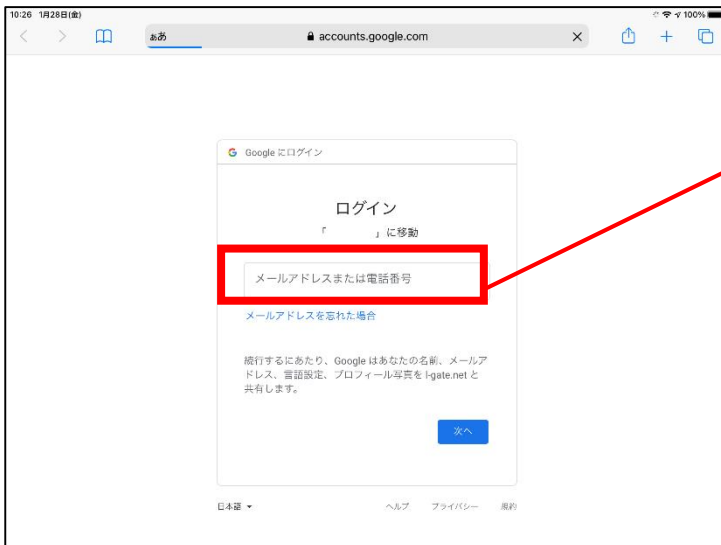 10:26 1月28日(金)
100%
ぁあ
accounts.google.com
Google にログイン
ログイン
「 」に移動
メールアドレスまたは電話番号
メールアドレスを忘れた場合
続行するにあたり、Google はあなたの名前、メールア
ドレス、言語設定、プロフィール写真を l-gate.net と
共有します。
次へ
日本語
ヘルプ プライバシー 規約